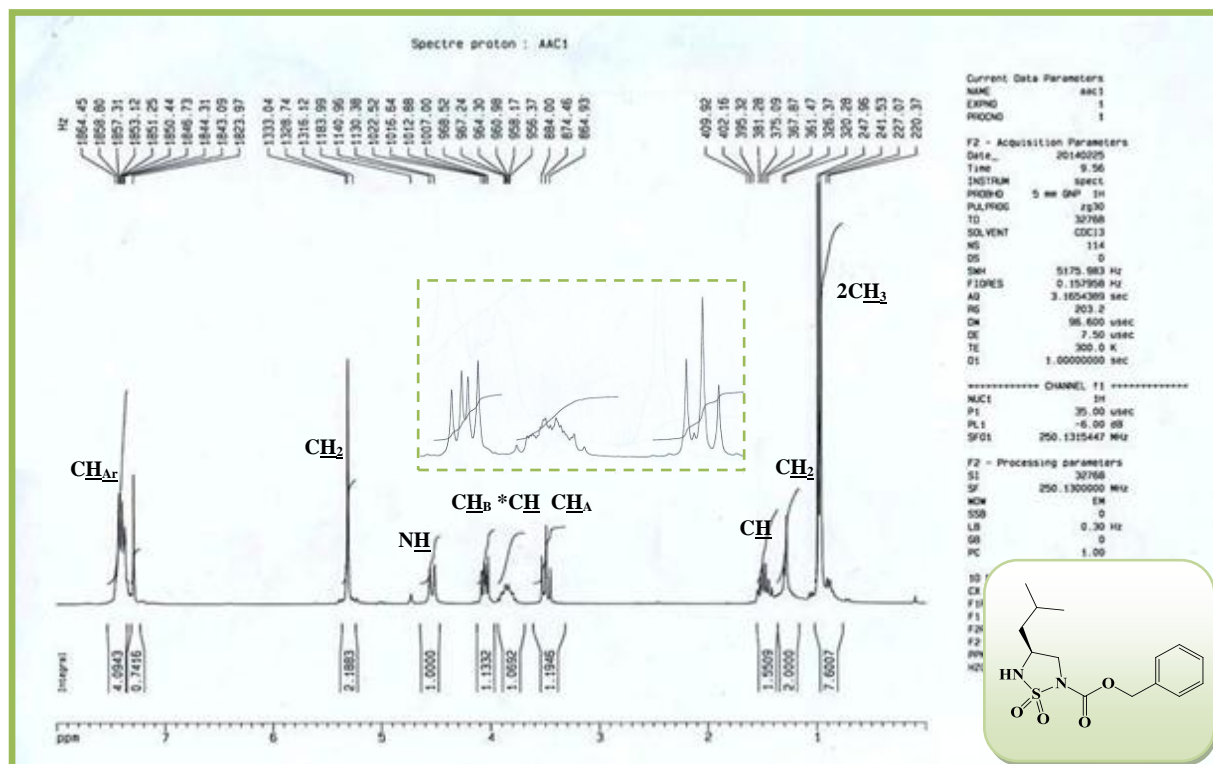 Spectre proton : AAC1
Hz
1864.45
1858.80
1857.31
1853.12
1851.25
1850.44
1846.73
1844.31
1843.09
1823.97
1333.04
1328.74
1316.12
1183.99
1140.96
1130.38
1022.52
1016.64
1012.88
1007.00
968.52
967.24
964.30
960.98
958.17
956.37
884.00
874.46
864.93
409.92
402.16
395.32
381.28
375.09
367.87
361.47
326.37
320.28
247.96
241.53
227.07
220.37
Current Data Parameters
NAME aac1
EXPNO 1
PROCNO 1
F2 - Acquisition Parameters
Date_ 20140225
Time 9.56
INSTRUM spect
PROBHD 5 mm QNP 1H
PULPROG zg30
TD 32768
SOLVENT CDCl3
NS 114
DS 0
SWH 5175.983 Hz
FIDRES 0.157958 Hz
AQ 3.1654389 sec
RG 203.2
DW 96.600 usec
DE 7.50 usec
TE 300.0 K
D1 1.00000000 sec
============ CHANNEL f1 ============
NUC1 1H
P1 35.00 usec
PL1 -6.00 dB
SFO1 250.1315447 MHz
F2 - Processing parameters
SI 32768
SF 250.1300000 MHz
WDW EM
SSB 0
LB 0.30 Hz
GB 0
PC 1.00
2CH3
CHAr
CH2
NH
CHB *CH CHA
CH
CH2
Integral
4.0943
0.7416
2.1883
1.0000
1.1332
1.0692
1.1946
1.5509
2.0000
7.6007
ppm 7 6 5 4 3 2 1
HN
S
O O
N
O
O